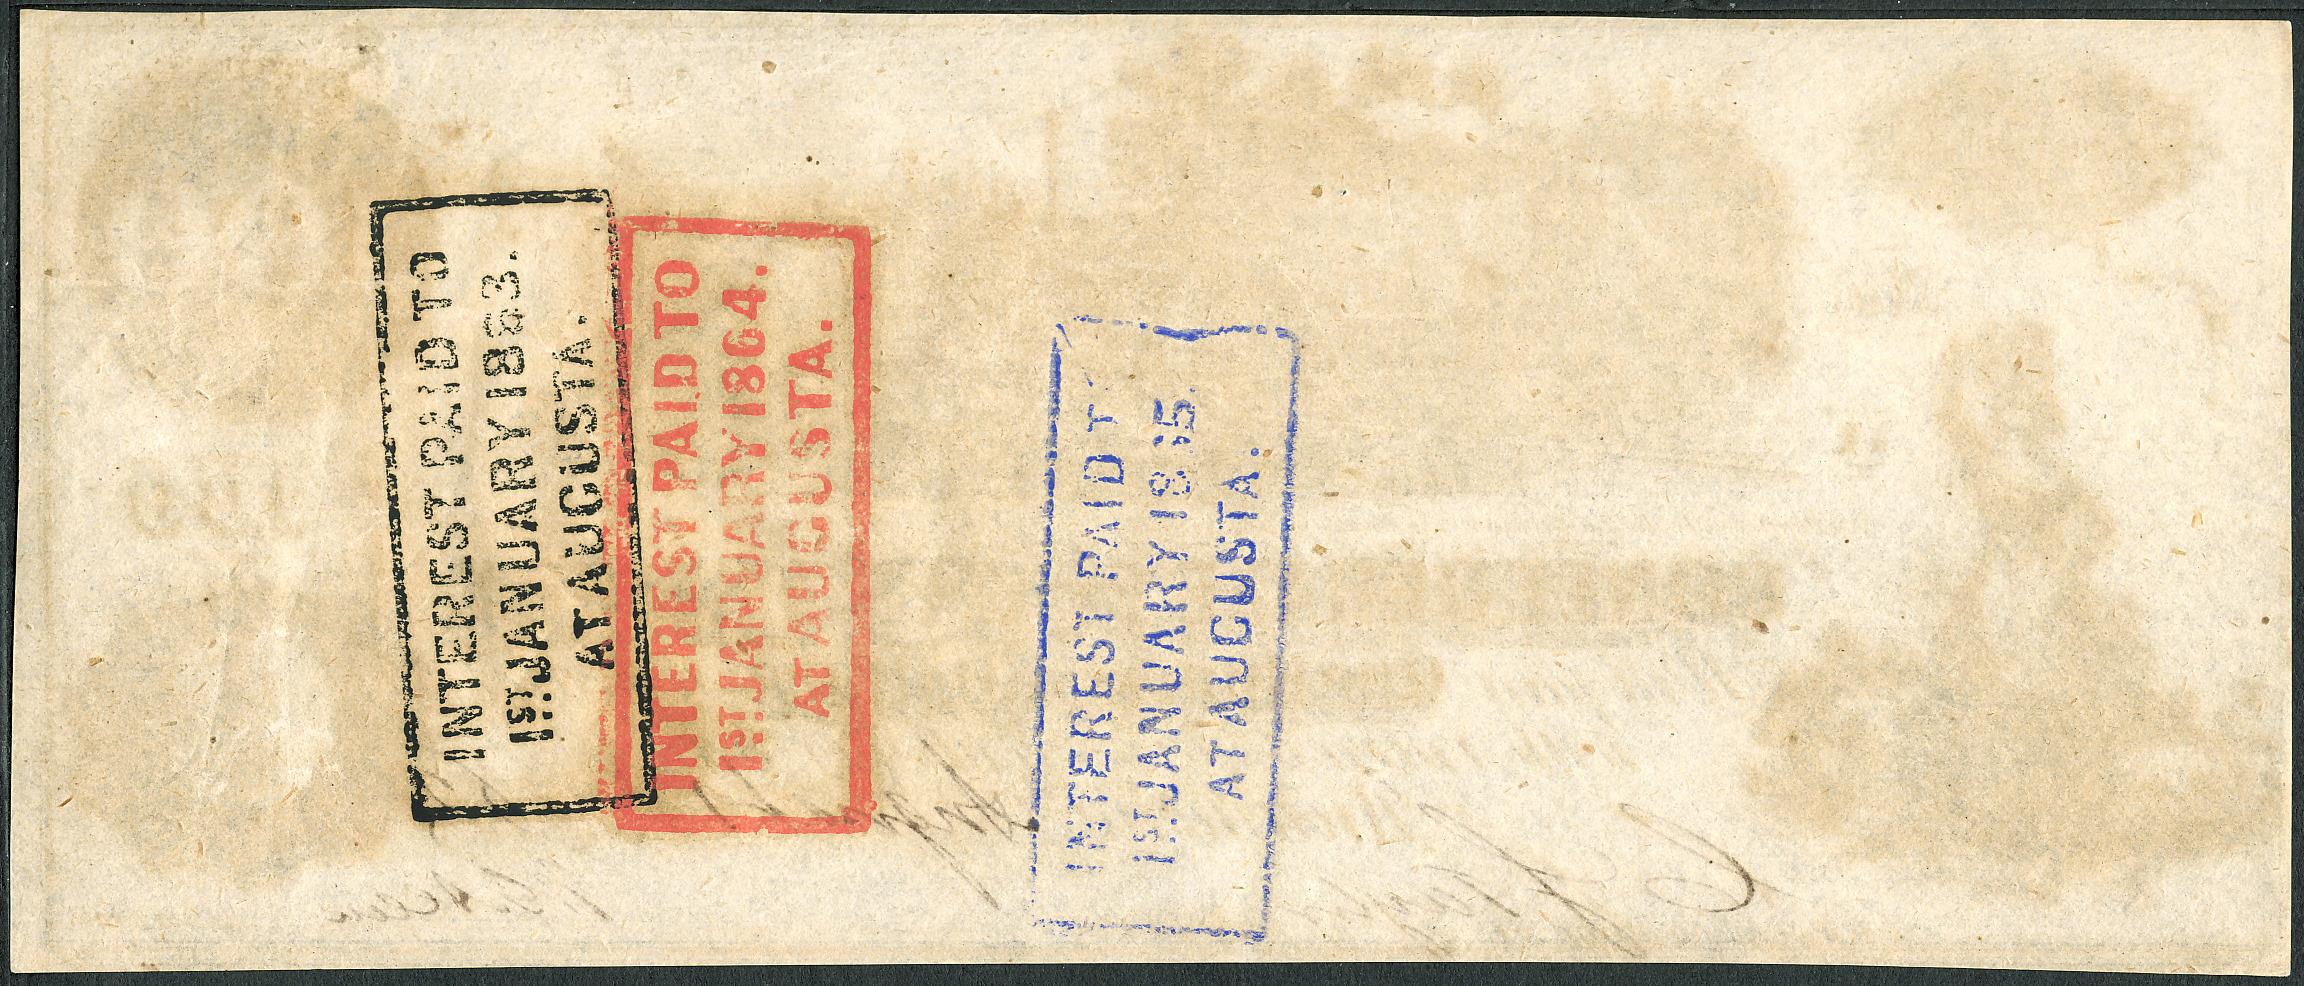 INTEREST PAID TO
1ST. JANUARY 1863.
AT AUGUSTA.
INTEREST PAID TO
1ST. JANUARY 1864.
AT AUGUSTA.
INTEREST PAID T
1ST. JANUARY 1865.
AT AUGUSTA.